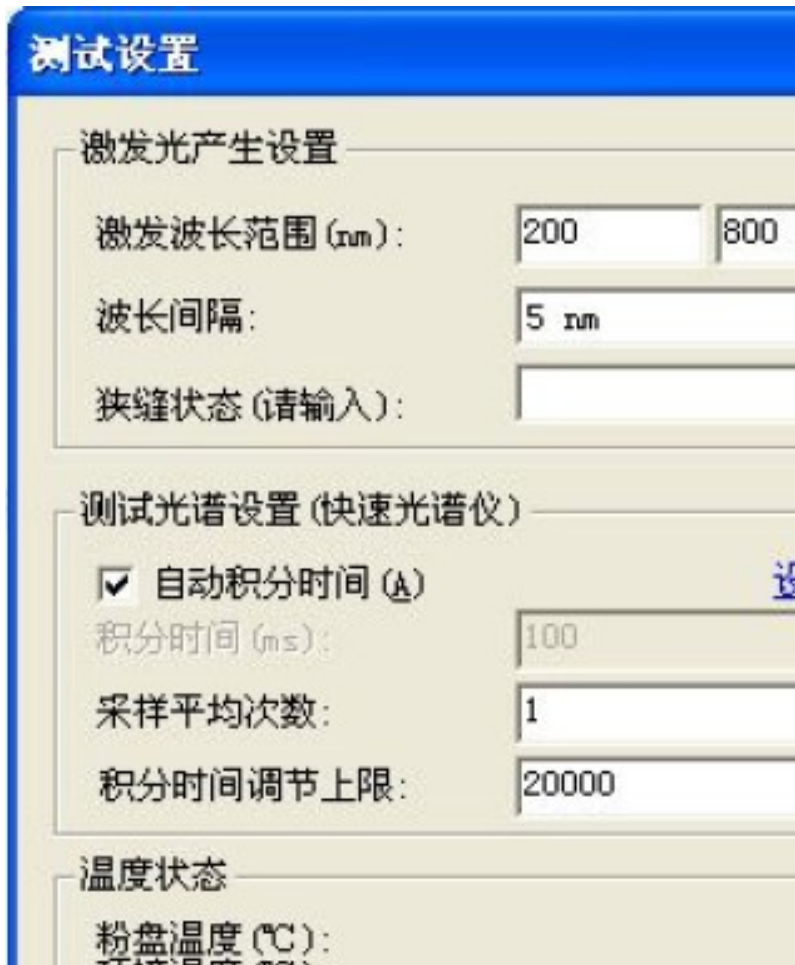 测试设置
激发光产生设置
激发波长范围(nm): 200 800
波长间隔: 5 nm
狭缝状态(请输入):
测试光谱设置(快速光谱仪)
自动积分时间(A) 设
积分时间(ms): 100
采样平均次数: 1
积分时间调节上限: 20000
温度状态
粉盘温度(℃):